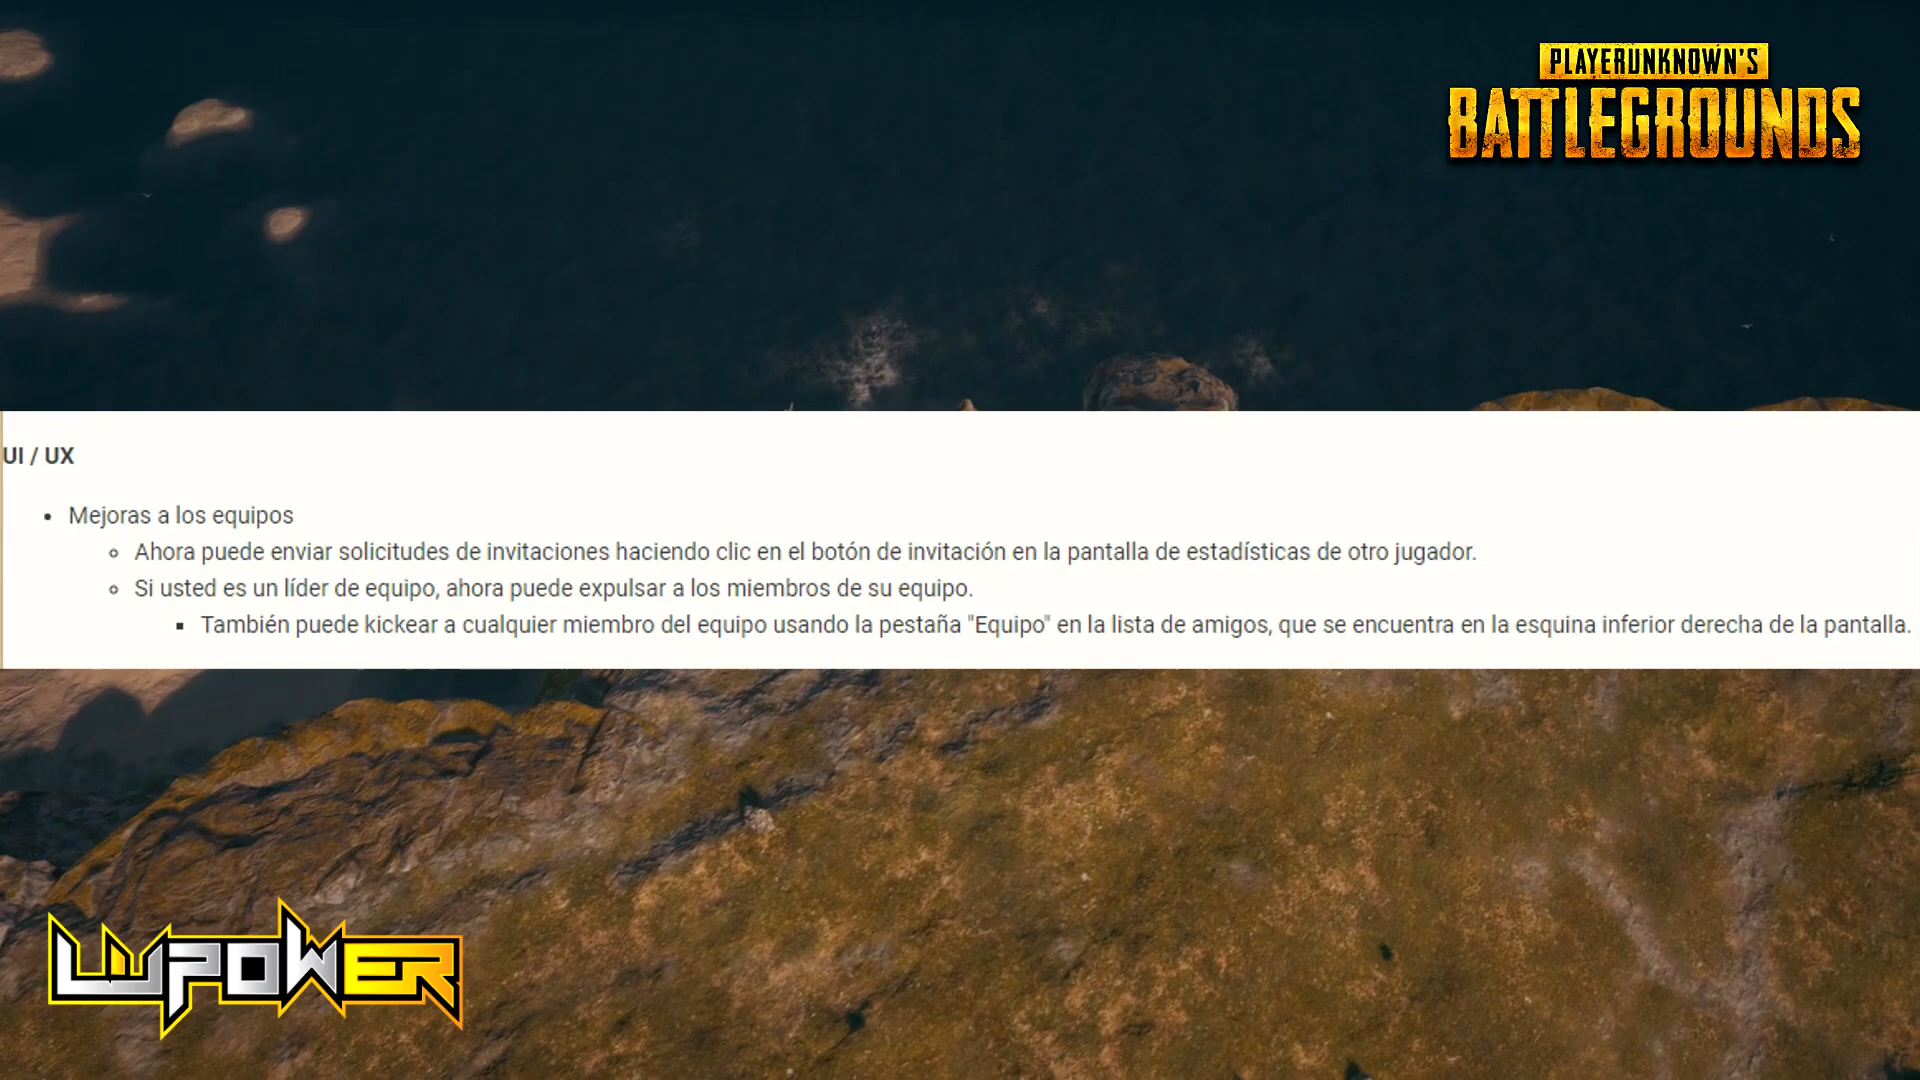 PLAYERUNKNOWN'S
BATTLEGROUNDS
UI / UX
• Mejoras a los equipos
◦ Ahora puede enviar solicitudes de invitaciones haciendo clic en el botón de invitación en la pantalla de estadísticas de otro jugador.
◦ Si usted es un líder de equipo, ahora puede expulsar a los miembros de su equipo.
▪ También puede kickear a cualquier miembro del equipo usando la pestaña "Equipo" en la lista de amigos, que se encuentra en la esquina inferior derecha de la pantalla.
LUPOWER